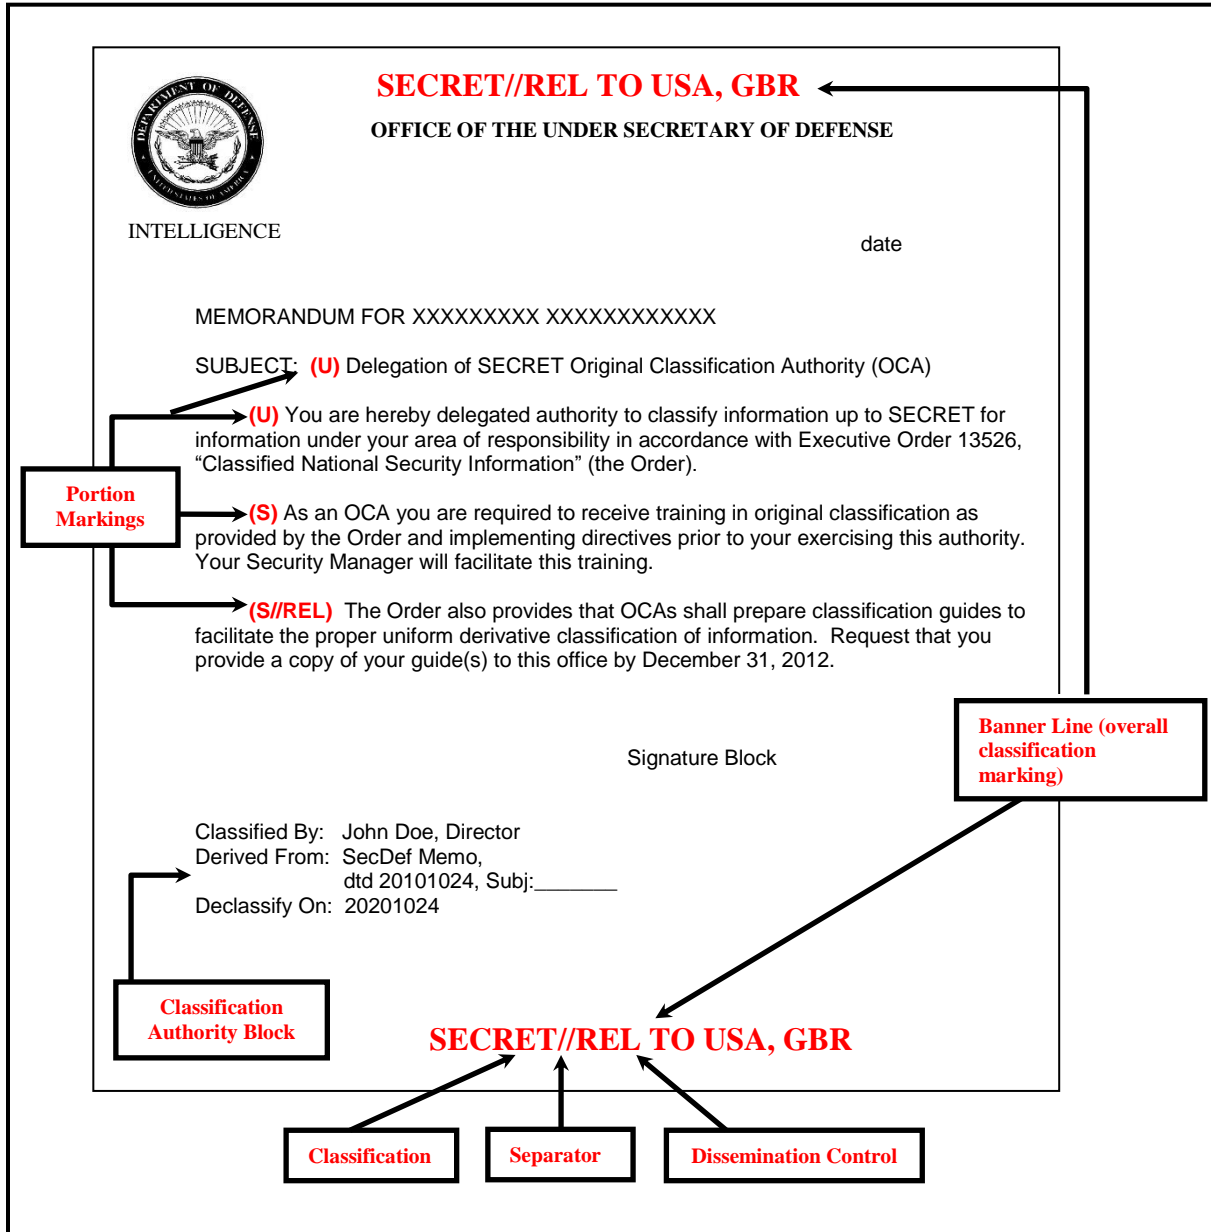 SECRET//REL TO USA, GBR
DEPARTMENT OF DEFENSE
UNITED STATES OF AMERICA
OFFICE OF THE UNDER SECRETARY OF DEFENSE
INTELLIGENCE
date
MEMORANDUM FOR XXXXXXXXX XXXXXXXXXXXX
SUBJECT: (U) Delegation of SECRET Original Classification Authority (OCA)
(U) You are hereby delegated authority to classify information up to SECRET for
information under your area of responsibility in accordance with Executive Order 13526,
“Classified National Security Information” (the Order).
Portion
Markings
(S) As an OCA you are required to receive training in original classification as
provided by the Order and implementing directives prior to your exercising this authority.
Your Security Manager will facilitate this training.
(S//REL) The Order also provides that OCAs shall prepare classification guides to
facilitate the proper uniform derivative classification of information. Request that you
provide a copy of your guide(s) to this office by December 31, 2012.
Banner Line (overall
classification
marking)
Signature Block
Classified By: John Doe, Director
Derived From: SecDef Memo,
dtd 20101024, Subj:_______
Declassify On: 20201024
Classification
Authority Block
SECRET//REL TO USA, GBR
Classification
Separator
Dissemination Control